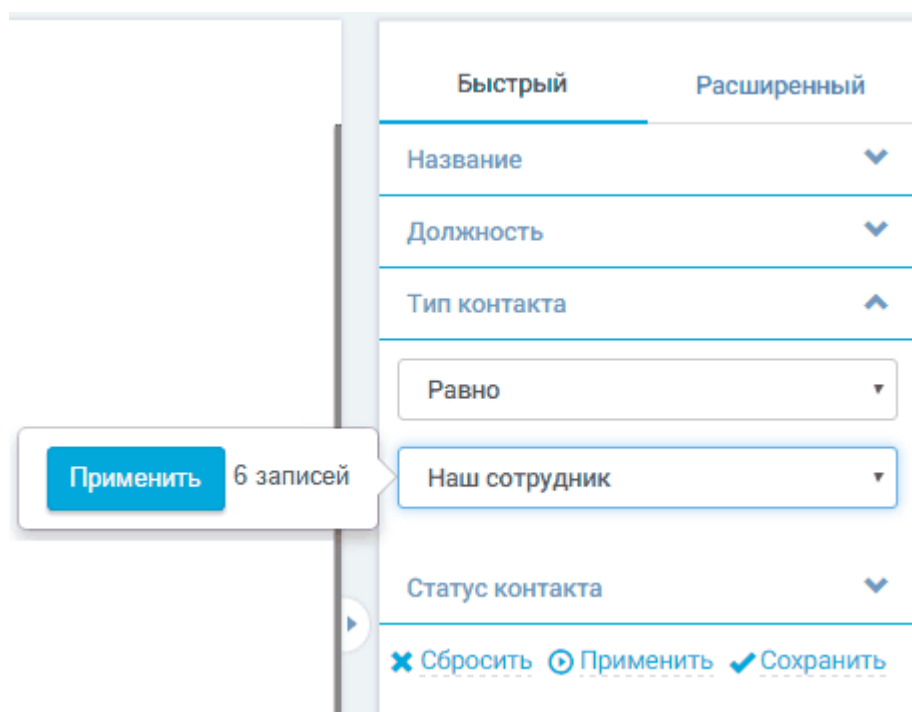 Быстрый Расширенный
Название
Должность
Тип контакта
Равно
Применить 6 записей
Наш сотрудник
Статус контакта
Сбросить Применить Сохранить